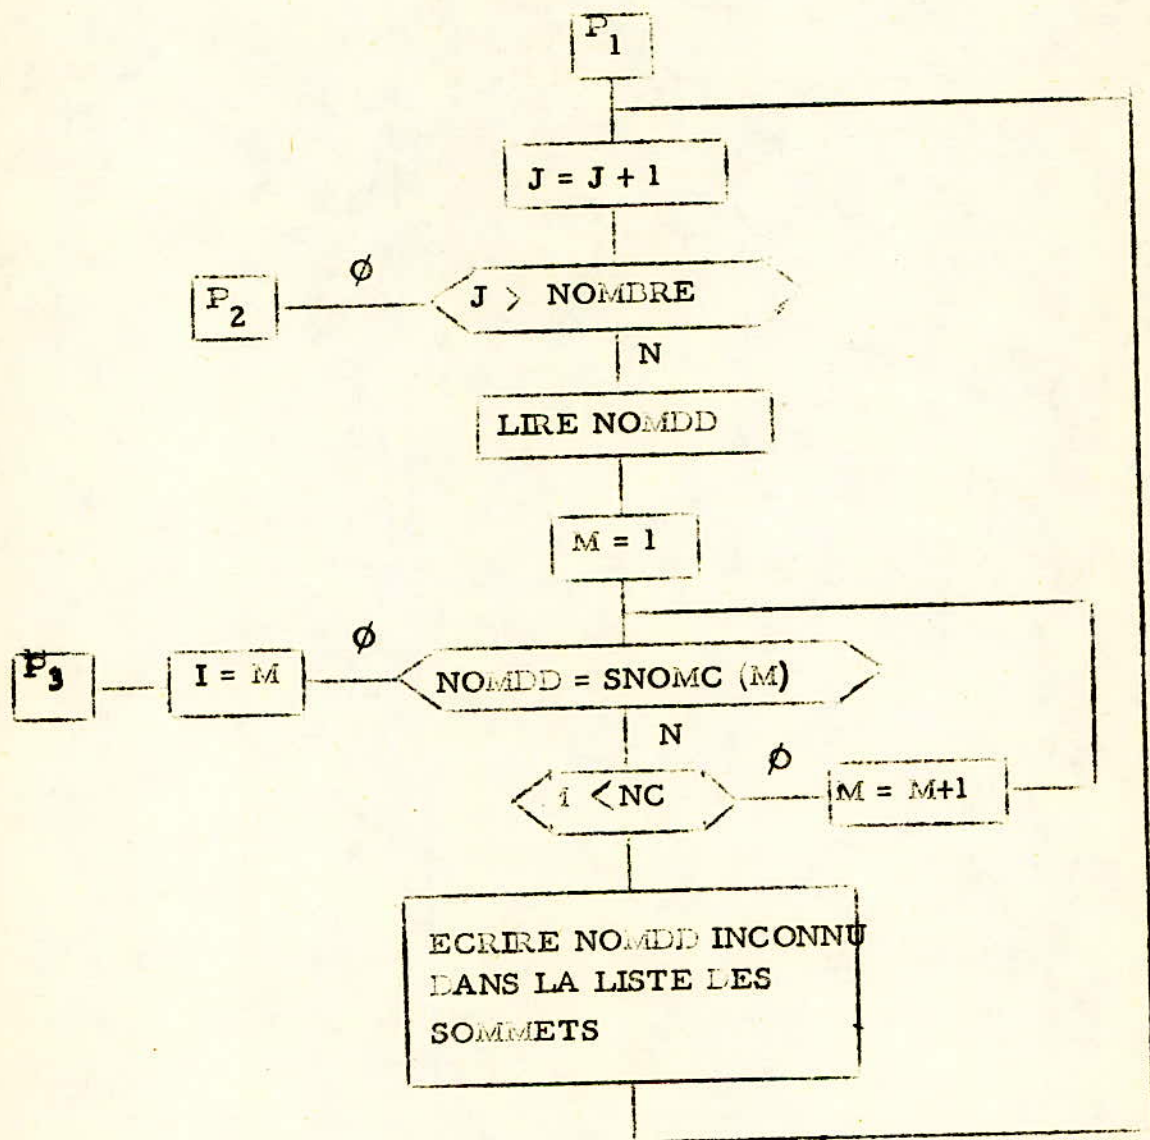 P1
J = J + 1
Ø
P2
J > NOMBRE
N
LIRE NOMDD
M = 1
Ø
P3
I = M
NOMDD = SNOMC (M)
N
Ø
<NC
M = M+1
ECRIRE NOMDD INCONNU
DANS LA LISTE DES
SOMMETS